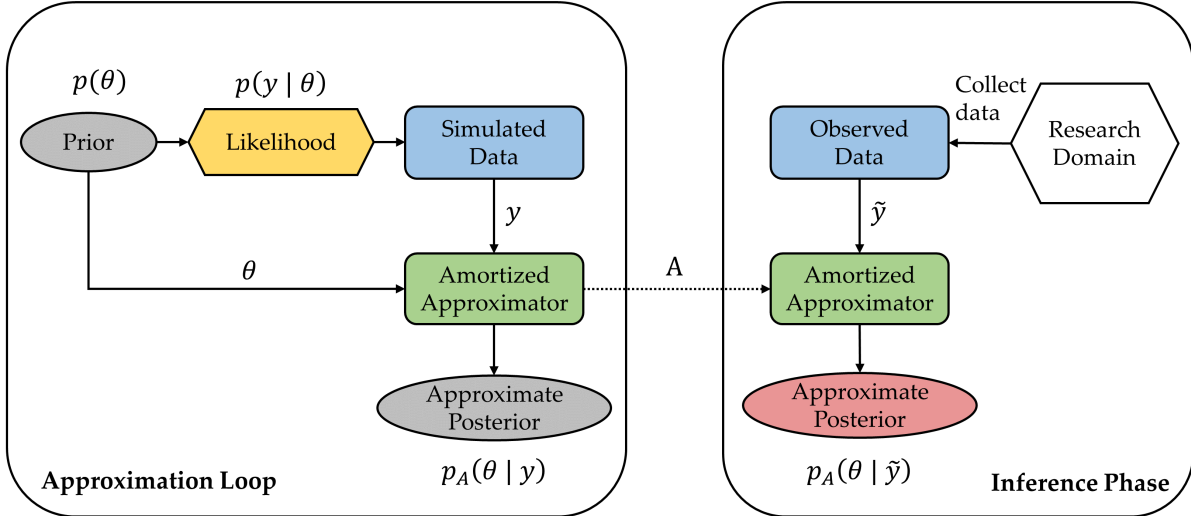 p(θ)
p(y | θ)
Prior
Likelihood
Simulated
Data
y
θ
Amortized
Approximator
Approximate
Posterior
p_A(θ | y)
Approximation Loop
A
Collect
data
Observed
Data
Research
Domain
ỹ
Amortized
Approximator
Approximate
Posterior
p_A(θ | ỹ)
Inference Phase